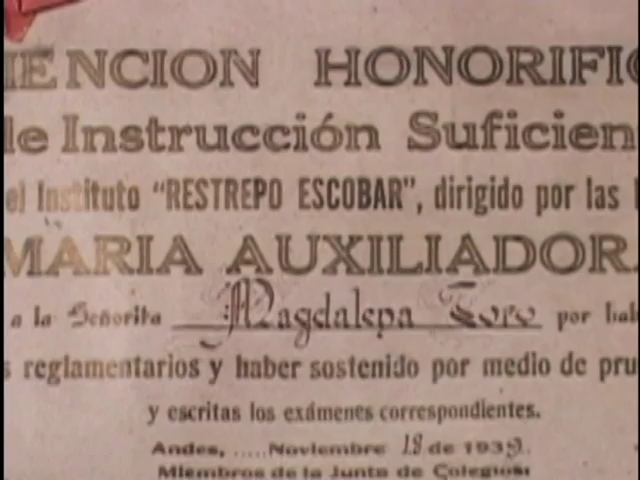 MENCION HONORIFIC
de Instrucción Suficien
el Instituto "RESTREPO ESCOBAR", dirigido por las
MARIA AUXILIADORA
a la Señorita Magdalena Toro por hab
s reglamentarios y haber sostenido por medio de pru
y escritas los exámenes correspondientes.
Andes, ..... Noviembre 18 de 1939.
Miembros de la Junta de Colegios: